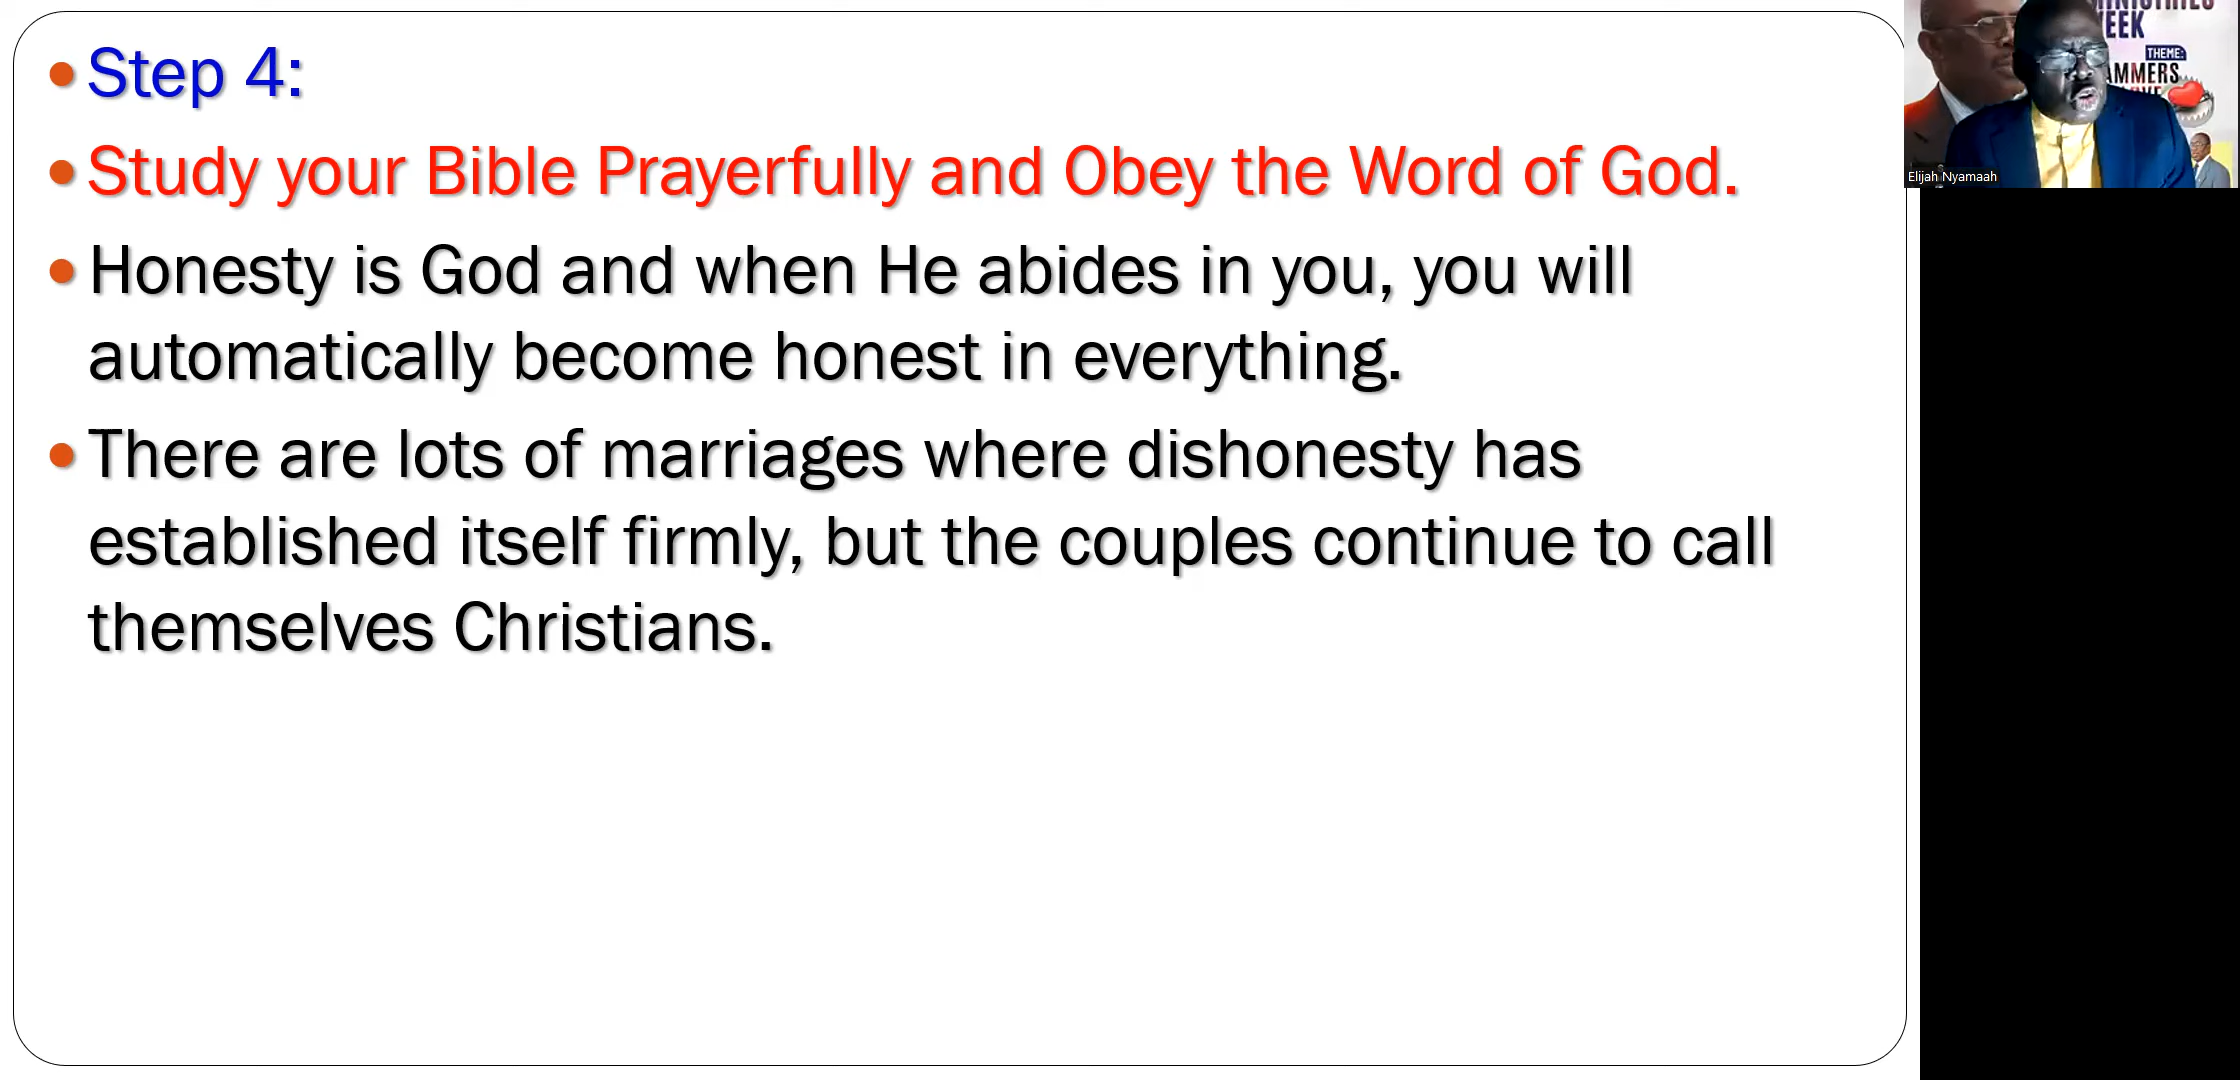 • Step 4:
• Study your Bible Prayerfully and Obey the Word of God.
• Honesty is God and when He abides in you, you will
automatically become honest in everything.
• There are lots of marriages where dishonesty has
established itself firmly, but the couples continue to call
themselves Christians.
EEK
THEME:
AMMERS
Elijah Nyamaah